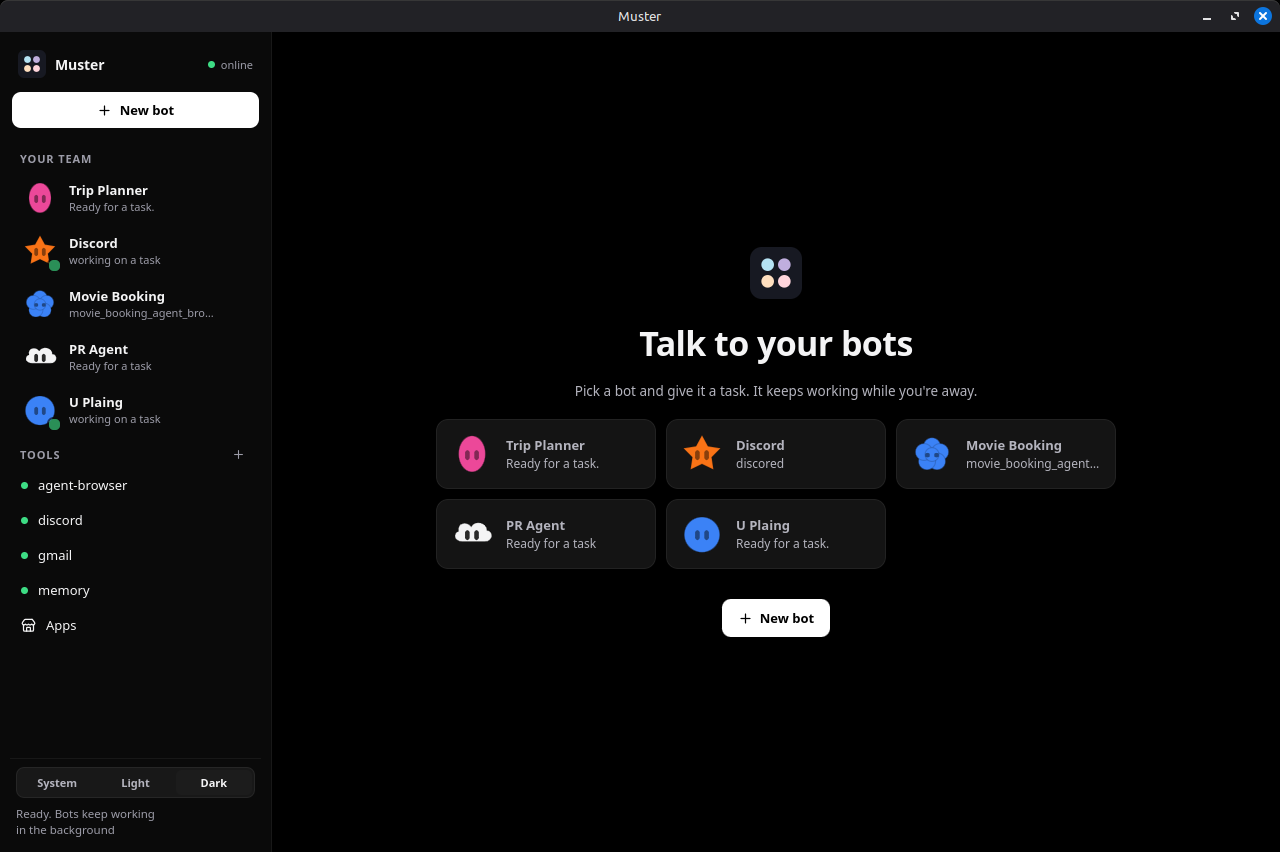 Muster
Muster
online
New bot
YOUR TEAM
Trip Planner
Ready for a task.
Discord
working on a task
Movie Booking
movie_booking_agent_bro...
PR Agent
Ready for a task
U Plaing
working on a task
TOOLS
agent-browser
discord
gmail
memory
Apps
System Light Dark
Ready. Bots keep working
in the background
Talk to your bots
Pick a bot and give it a task. It keeps working while you're away.
Trip Planner
Ready for a task.
Discord
discored
Movie Booking
movie_booking_agent...
PR Agent
Ready for a task
U Plaing
Ready for a task.
New bot